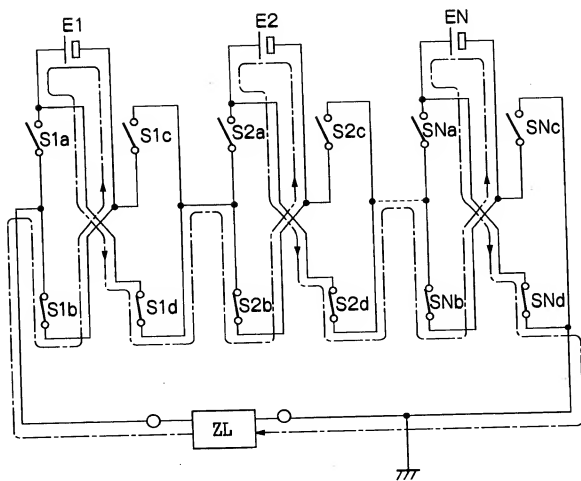 E1
E2
EN
S1a
S1c
S2a
S2c
SNa
SNc
S1b
S1d
S2b
S2d
SNb
SNd
ZL